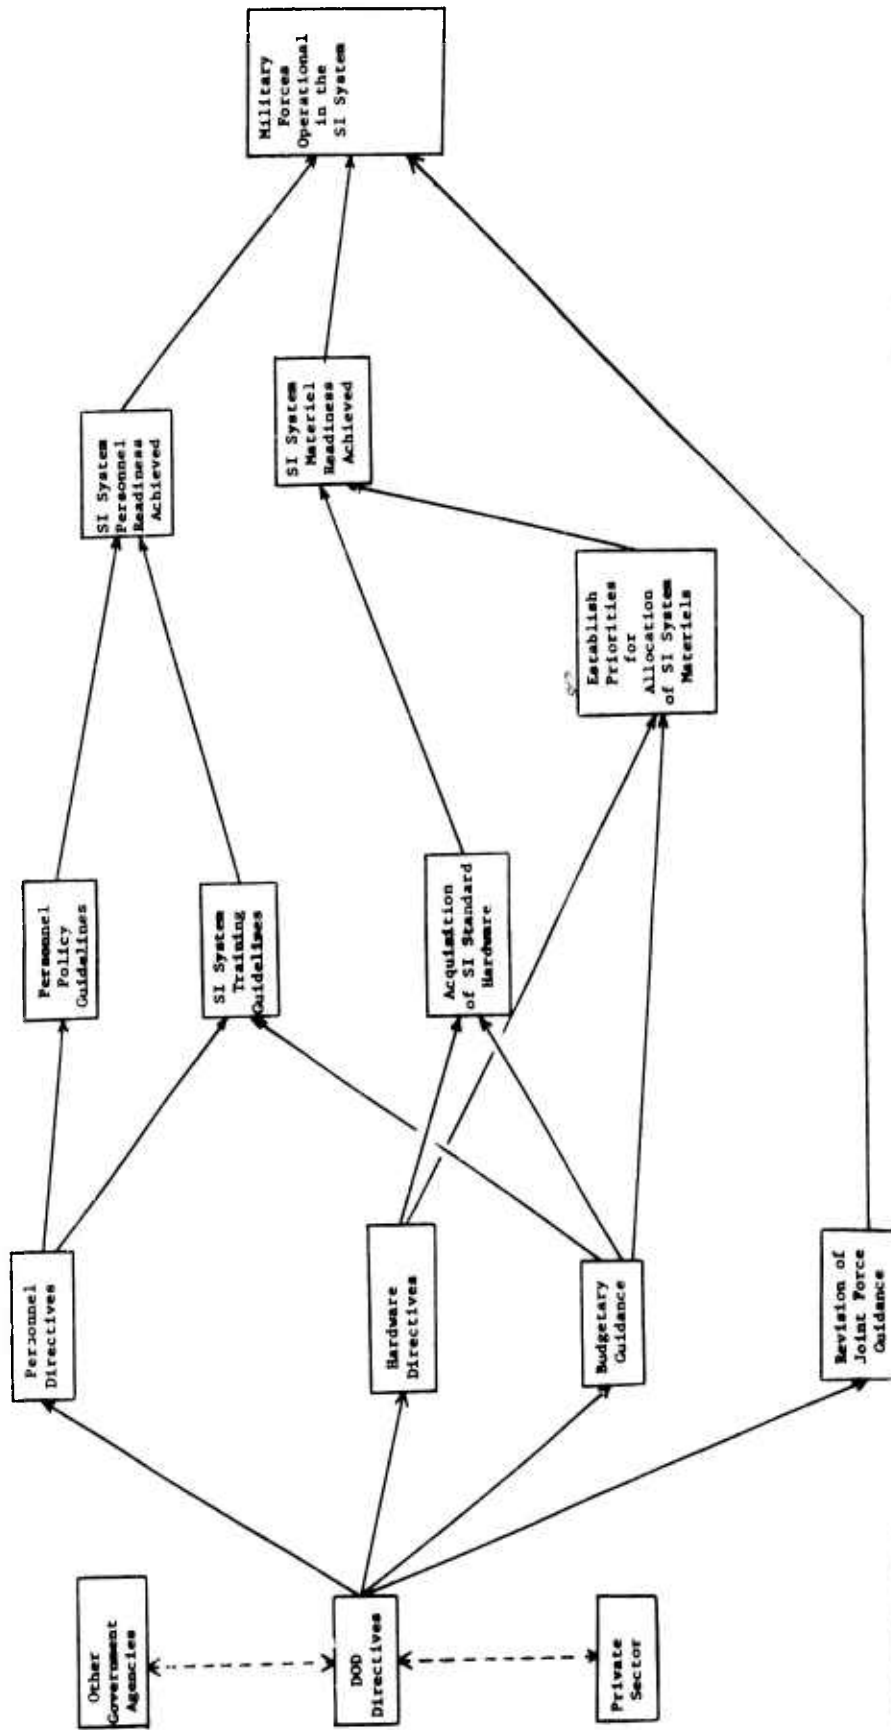 Other
Government
Agencies
DOD
Directives
Private
Sector
Personnel
Directives
Hardware
Directives
Budgetary
Guidance
Revision of
Joint Force
Guidance
Personnel
Policy
Guidelines
SI System
Training
Guidelines
Acquisition
of SI Standard
Hardware
Establish
Priorities
for
Allocation
of SI System
Materiels
SI System
Personnel
Readiness
Achieved
SI System
Materiel
Readiness
Achieved
Military
Forces
Operational
in the
SI System